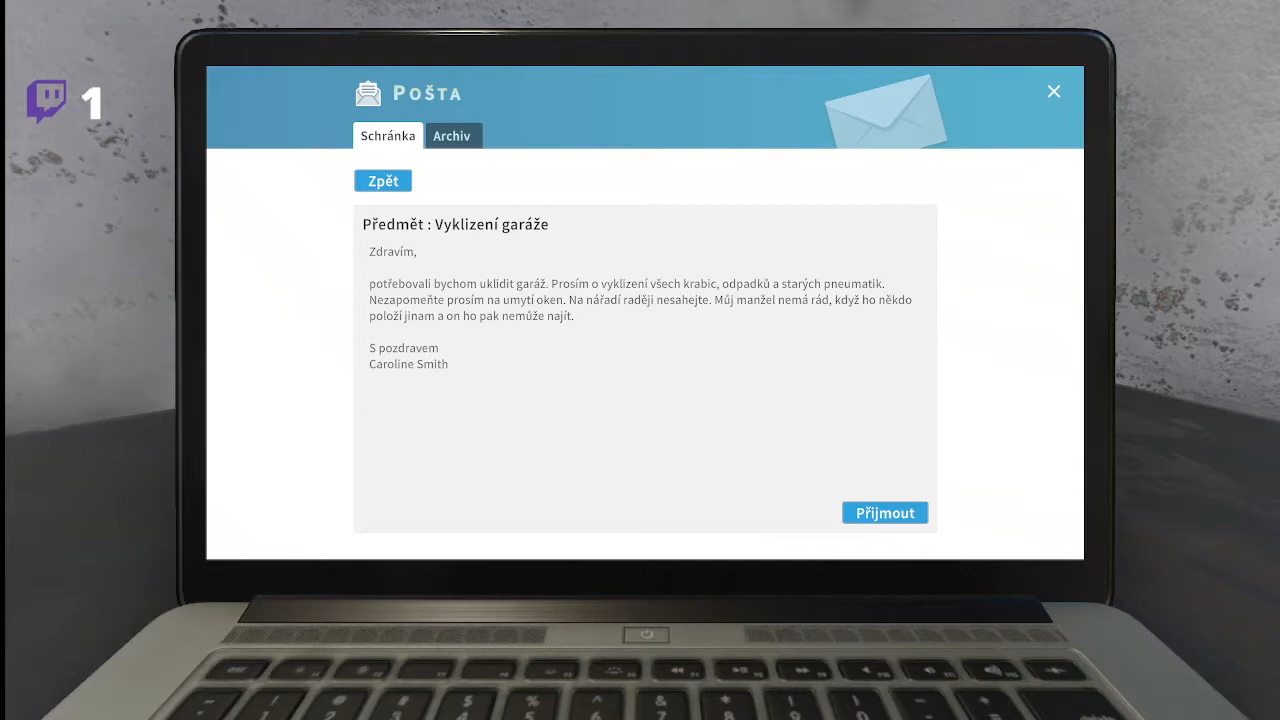 1
Pošta
Schránka
Archiv
Zpět
Předmět : Vyklizení garáže
Zdravím,
potřebovali bychom uklidit garáž. Prosím o vyklizení všech krabic, odpadků a starých pneumatik.
Nezapomeňte prosím na umytí oken. Na nářadí raději nesahejte. Můj manžel nemá rád, když ho někdo
položí jinam a on ho pak nemůže najít.
S pozdravem
Caroline Smith
Přijmout